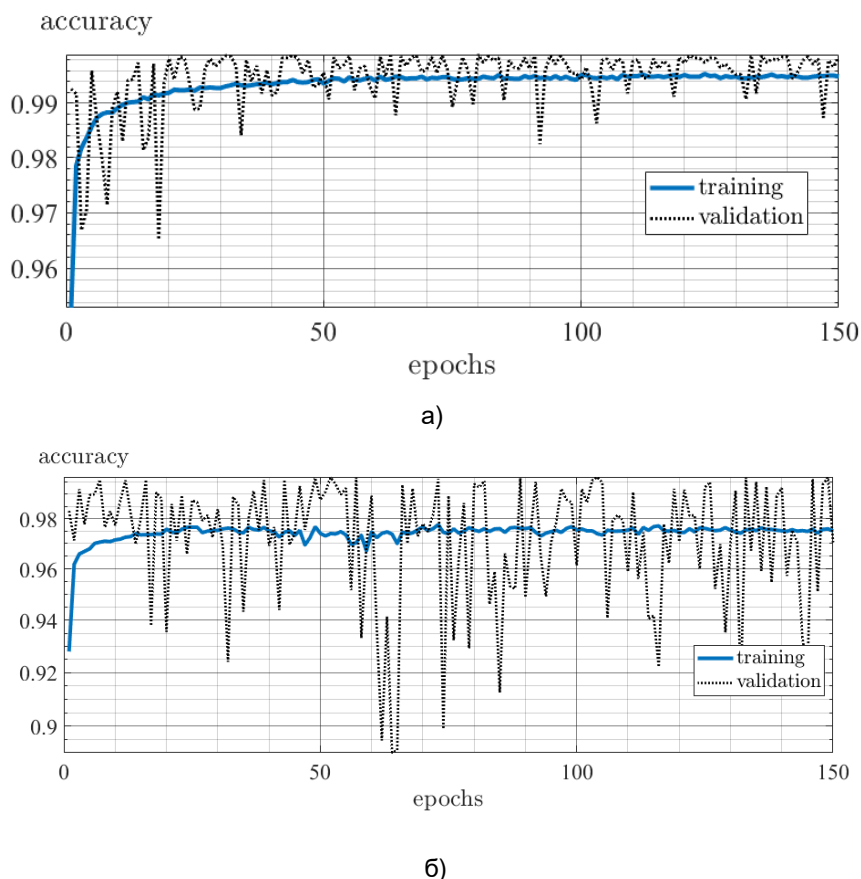 accuracy
0.99
0.98
0.97
0.96
training
validation
0 50 100 150
epochs
а)
accuracy
0.98
0.96
0.94
0.92
0.9
training
validation
0 50 100 150
epochs
б)